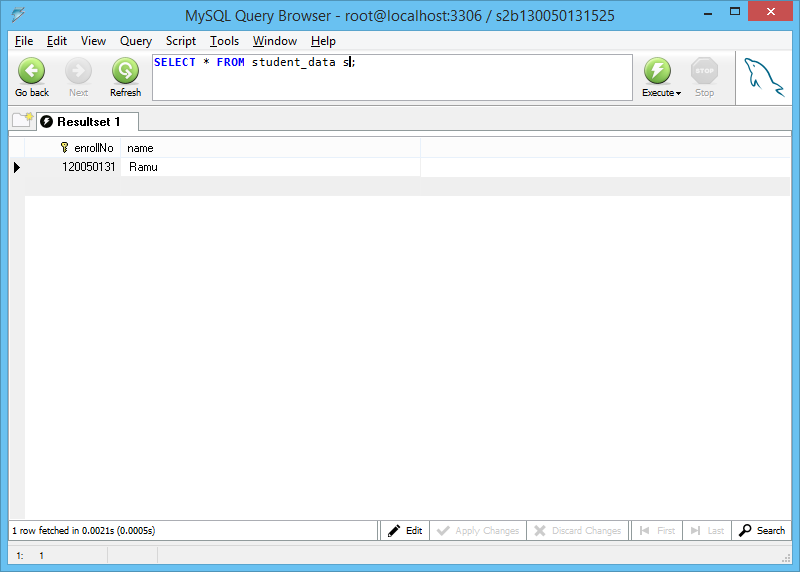 MySQL Query Browser - root@localhost:3306 / s2b130050131525
File Edit View Query Script Tools Window Help
SELECT * FROM student_data s;
Go back Next Refresh Execute Stop
STOP
Resultset 1
enrollNo name
120050131 Ramu
1 row fetched in 0.0021s (0.0005s) Edit Apply Changes Discard Changes First Last Search
1: 1